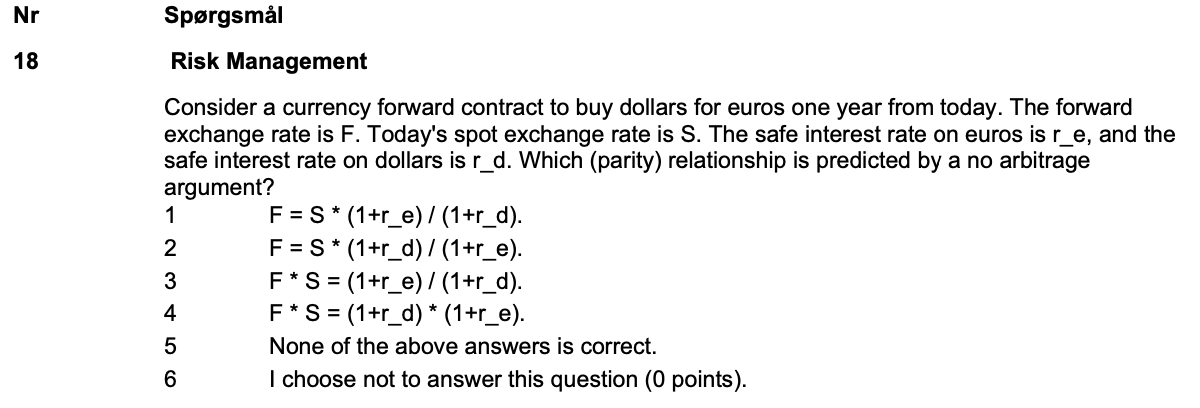 Nr Spørgsmål
18 Risk Management
Consider a currency forward contract to buy dollars for euros one year from today. The forward
exchange rate is F. Today's spot exchange rate is S. The safe interest rate on euros is r_e, and the
safe interest rate on dollars is r_d. Which (parity) relationship is predicted by a no arbitrage
argument?
1 F = S * (1+r_e) / (1+r_d).
2 F = S * (1+r_d) / (1+r_e).
3 F * S = (1+r_e) / (1+r_d).
4 F * S = (1+r_d) * (1+r_e).
5 None of the above answers is correct.
6 I choose not to answer this question (0 points).